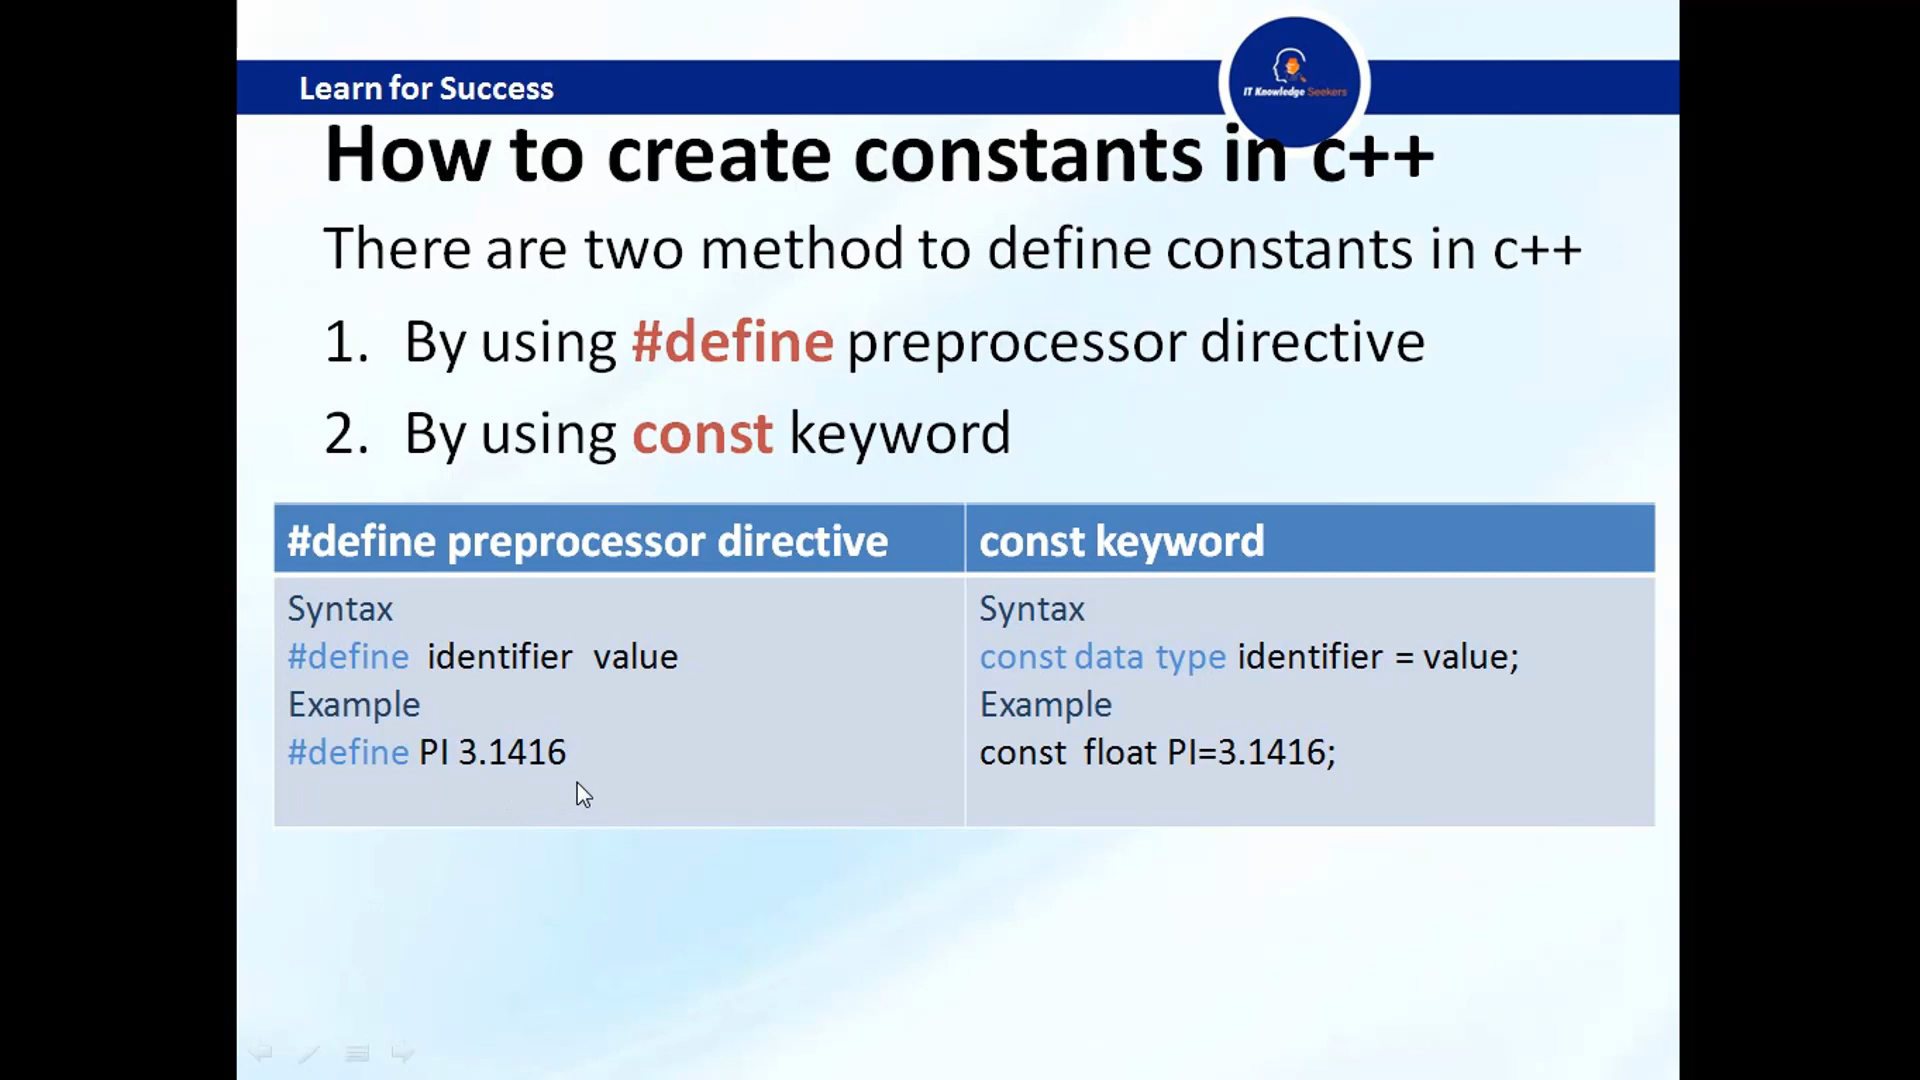 Learn for Success
IT Knowledge Seekers
How to create constants in c++
There are two method to define constants in c++
1. By using #define preprocessor directive
2. By using const keyword
#define preprocessor directive
Syntax
#define identifier value
Example
#define PI 3.1416
const keyword
Syntax
const data type identifier = value;
Example
const float PI=3.1416;